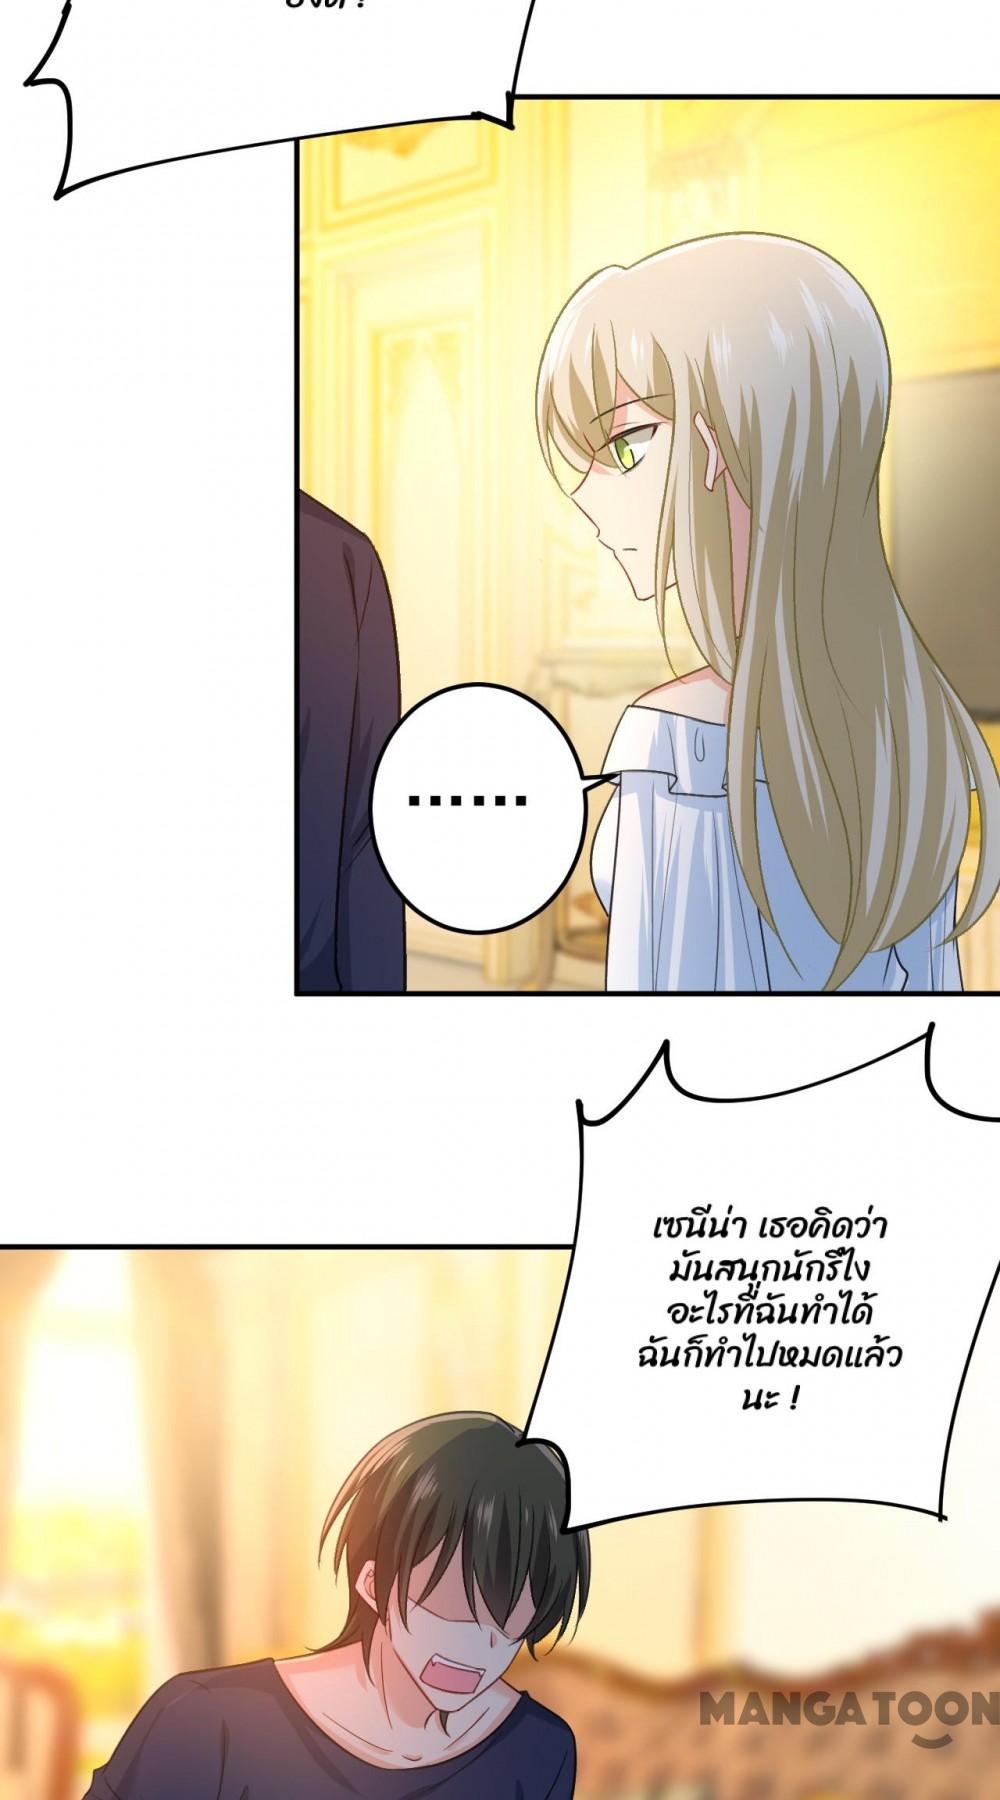 ......
เซนีน่า เธอคิดว่า
มันสนุกนักรึไง
อะไรที่ฉันทำได้
ฉันก็ทำไปหมดแล้ว
นะ !
MANGATOON